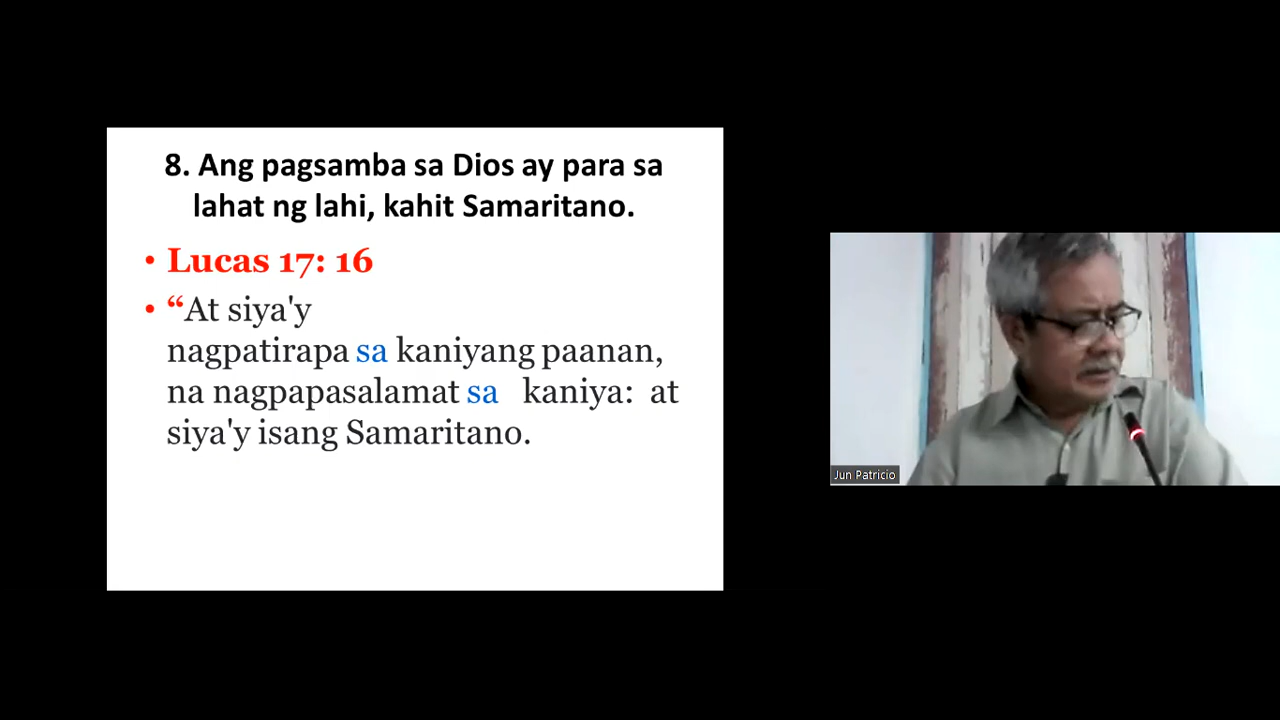 8. Ang pagsamba sa Dios ay para sa
lahat ng lahi, kahit Samaritano.
• Lucas 17: 16
• “At siya'y
nagpatirapa sa kaniyang paanan,
na nagpapasalamat sa kaniya: at
siya'y isang Samaritano.
Jun Patricio